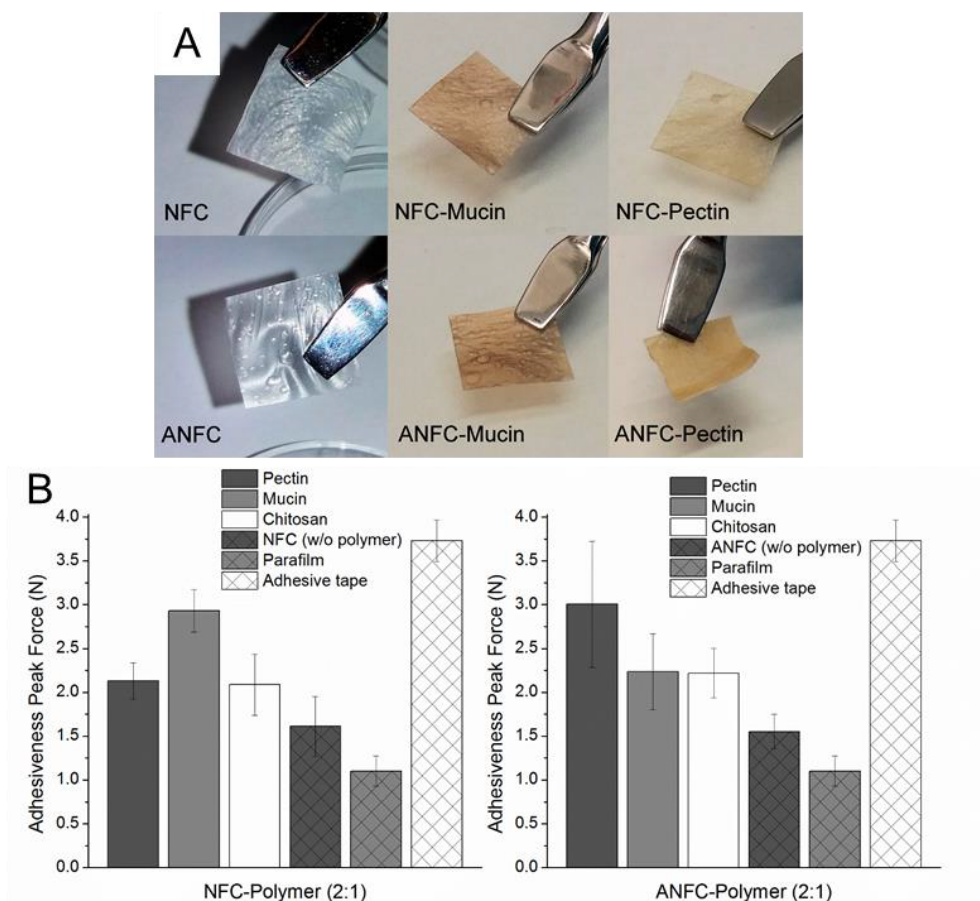 A
NFC
NFC-Mucin
NFC-Pectin
ANFC
ANFC-Mucin
ANFC-Pectin
B
Adhesiveness Peak Force (N)
4.0
3.5
3.0
2.5
2.0
1.5
1.0
0.5
0.0
Pectin
Mucin
Chitosan
NFC (w/o polymer)
Parafilm
Adhesive tape
NFC-Polymer (2:1)
Adhesiveness Peak Force (N)
4.0
3.5
3.0
2.5
2.0
1.5
1.0
0.5
0.0
Pectin
Mucin
Chitosan
ANFC (w/o polymer)
Parafilm
Adhesive tape
ANFC-Polymer (2:1)